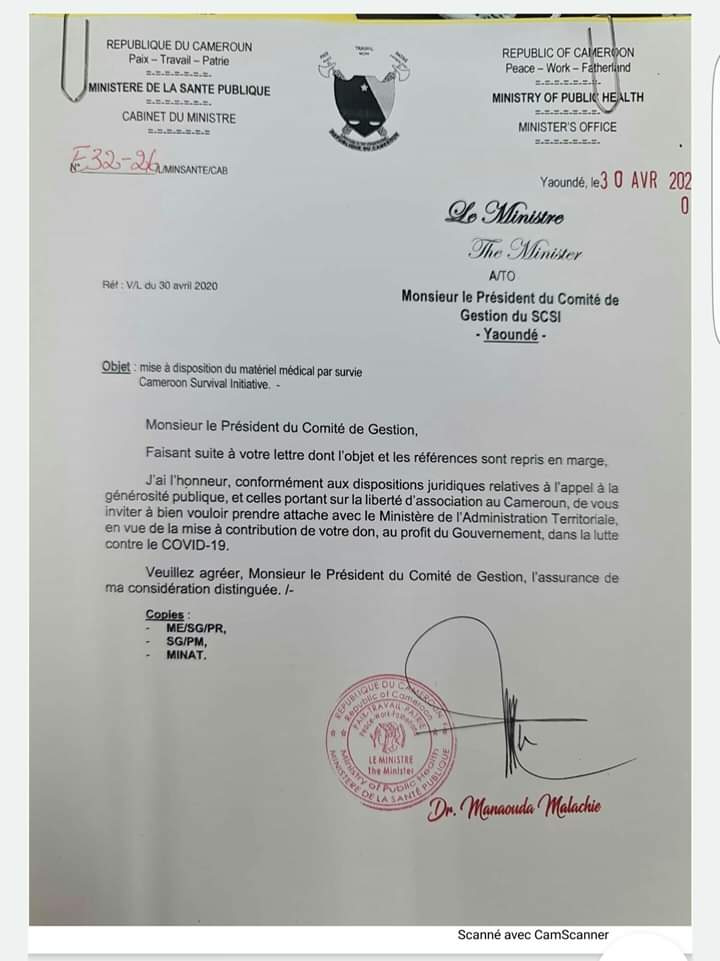 REPUBLIQUE DU CAMEROUN
Paix – Travail – Patrie
=-=-=-=-=-=-=
MINISTERE DE LA SANTE PUBLIQUE
=-=-=-=-=-=-=
CABINET DU MINISTRE
=-=-=-=-=-=
TRAVAIL
PAIX
PATRIE
REPUBLIQUE DU CAMEROUN
REPUBLIC OF CAMEROON
Peace – Work – Fatherland
=-=-=-=-=-=-=
MINISTRY OF PUBLIC HEALTH
=-=-=-=-=-=-=
MINISTER'S OFFICE
=-=-=-=-=-=-=
N° E32-26 L/MINSANTE/CAB
Yaoundé, le 30 AVR 202
0
Le Ministre
The Minister
A/TO
Monsieur le Président du Comité de
Gestion du SCSI
- Yaoundé -
Réf : V/L du 30 avril 2020
Objet : mise à disposition du matériel médical par survie
Cameroon Survival Initiative. -
Monsieur le Président du Comité de Gestion,
Faisant suite à votre lettre dont l'objet et les références sont repris en marge,
J'ai l'honneur, conformément aux dispositions juridiques relatives à l'appel à la
générosité publique, et celles portant sur la liberté d'association au Cameroun, de vous
inviter à bien vouloir prendre attache avec le Ministère de l'Administration Territoriale,
en vue de la mise à contribution de votre don, au profit du Gouvernement, dans la lutte
contre le COVID-19.
Veuillez agréer, Monsieur le Président du Comité de Gestion, l'assurance de
ma considération distinguée. /-
Copies :
- ME/SG/PR,
- SG/PM,
- MINAT.
REPUBLIQUE DU CAMEROUN
Republic of Cameroon
PAIX-TRAVAIL-PATRIE
Peace-Work-Fatherland
LE MINISTRE
The Minister
Ministry of Public Health
MINISTERE DE LA SANTÉ PUBLIQUE
Dr. Manaouda Malachie
Scanné avec CamScanner